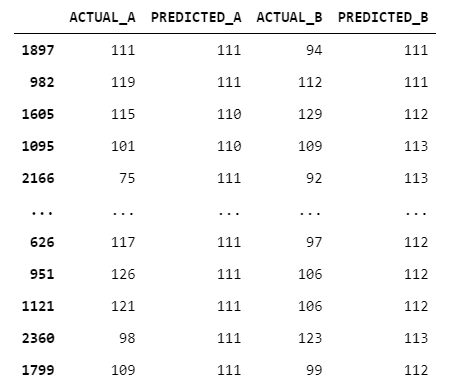 ACTUAL_A PREDICTED_A ACTUAL_B PREDICTED_B
1897 111 111 94 111
982 119 111 112 111
1605 115 110 129 112
1095 101 110 109 113
2166 75 111 92 113
... ... ... ... ...
626 117 111 97 112
951 126 111 106 112
1121 121 111 106 112
2360 98 111 123 113
1799 109 111 99 112